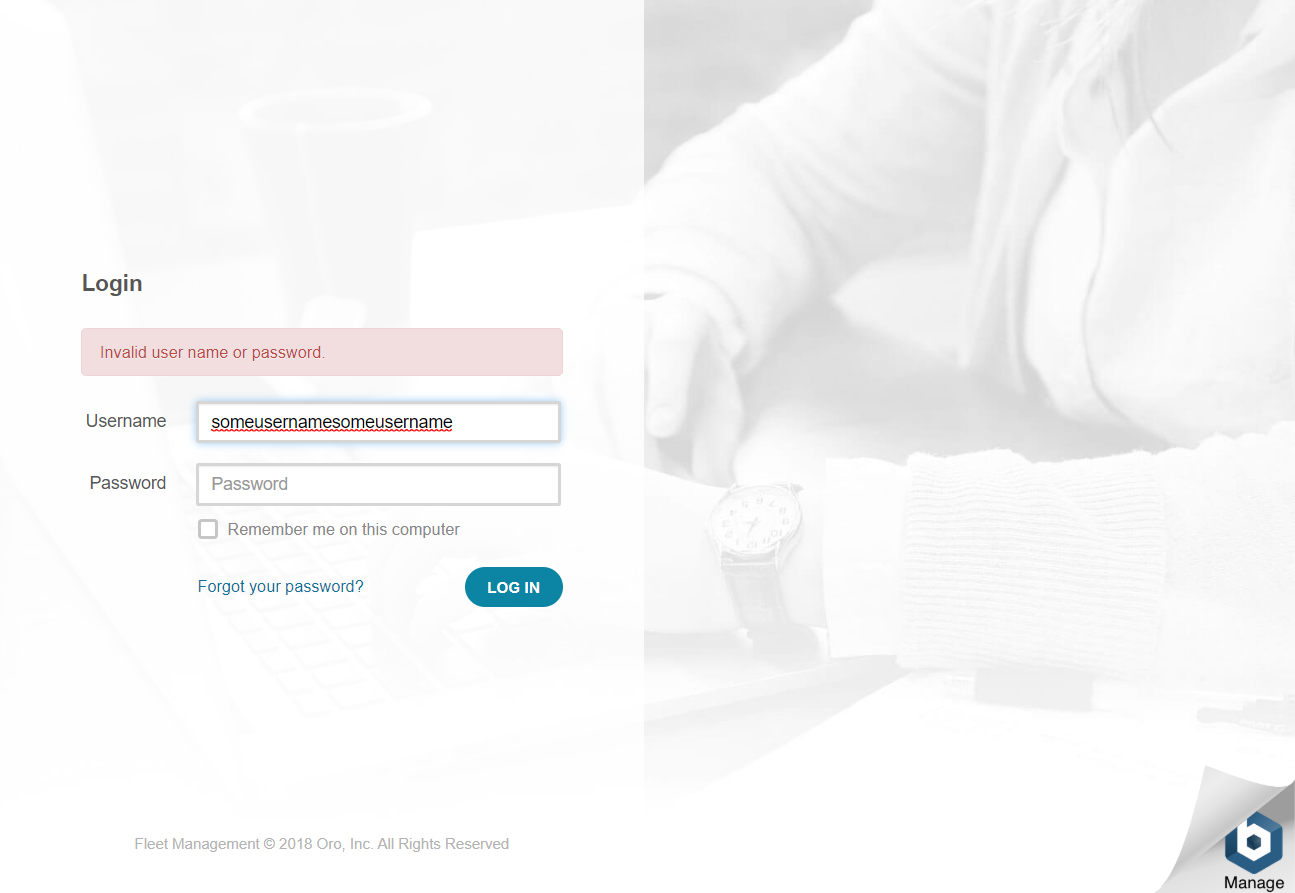 Login
Invalid user name or password.
Username
someusernamesomeusername
Password
Password
Remember me on this computer
Forgot your password?
LOG IN
Fleet Management © 2018 Oro, Inc. All Rights Reserved
Manage